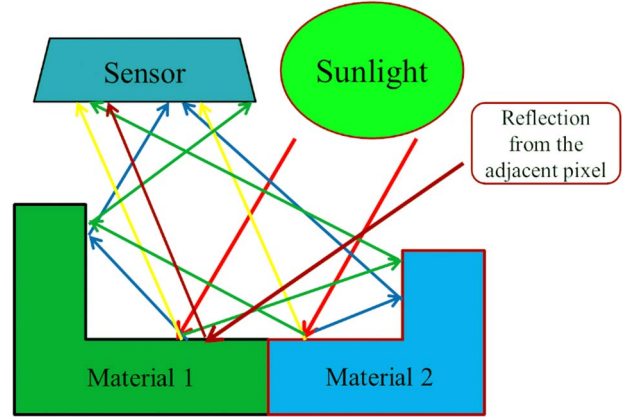 Sensor
Sunlight
Reflection
from the
adjacent pixel
Material 1
Material 2